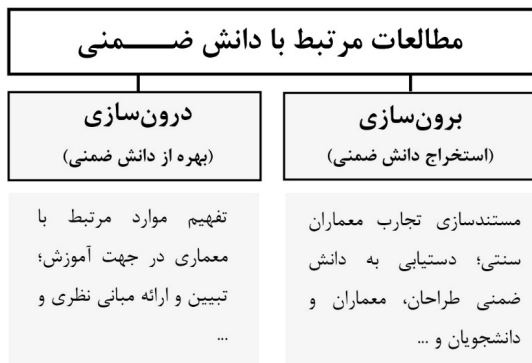 مطالعات مرتبط با دانش ضـــــمنی
برون‌سازی
(استخراج دانش ضمنی)
مستندسازی تجارب معماران
سنتی؛ دستیابی به دانش
ضمنی طراحان، معماران و
دانشجویان و ...
درون‌سازی
(بهره از دانش ضمنی)
تفهیم موارد مرتبط با
معماری در جهت آموزش؛
تبیین و ارائه مبانی نظری و
...